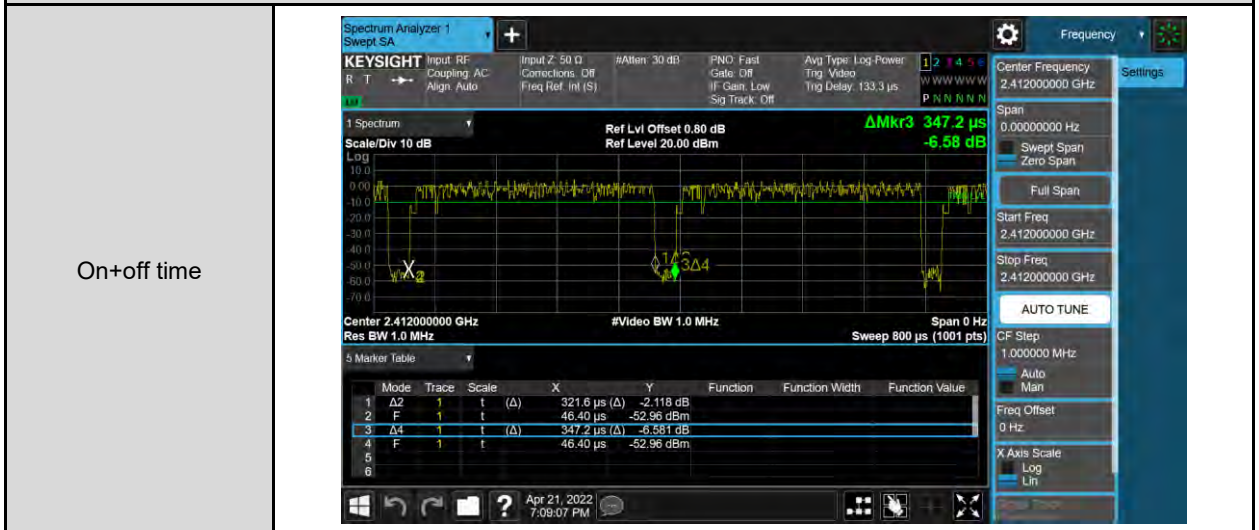 On+off time
Spectrum Analyzer 1
Swept SA
+
Frequency
KEYSIGHT
R T
Input: RF
Coupling: AC
Align: Auto
Input Z: 50 Ω
Corrections: Off
Freq Ref: Int (S)
#Atten: 30 dB
PNO: Fast
Gate: Off
IF Gain: Low
Sig Track: Off
Avg Type: Log-Power
Trig: Video
Trig Delay: 133.3 µs
1 2 3 4 5 6
W W W W W W
P N N N N N
1 Spectrum
Scale/Div 10 dB
Ref Lvl Offset 0.80 dB
Ref Level 20.00 dBm
ΔMkr3 347.2 µs
-6.58 dB
Log
10.0
0.00
-10.0
-20.0
-30.0
-40.0
-50.0
-60.0
-70.0
X 2
3Δ4
Center 2.412000000 GHz
Res BW 1.0 MHz
#Video BW 1.0 MHz
Span 0 Hz
Sweep 800 µs (1001 pts)
5 Marker Table
Mode Trace Scale X Y Function Function Width Function Value
1 Δ2 1 t (Δ) 321.6 µs (Δ) -2.118 dB
2 F 1 t 46.40 µs -52.96 dBm
3 Δ4 1 t (Δ) 347.2 µs (Δ) -6.581 dB
4 F 1 t 46.40 µs -52.96 dBm
5
6
? Apr 21, 2022
7:09:07 PM
Center Frequency
2.412000000 GHz
Settings
Span
0.00000000 Hz
Swept Span
Zero Span
Full Span
Start Freq
2.412000000 GHz
Stop Freq
2.412000000 GHz
AUTO TUNE
CF Step
1.000000 MHz
Auto
Man
Freq Offset
0 Hz
X Axis Scale
Log
Lin